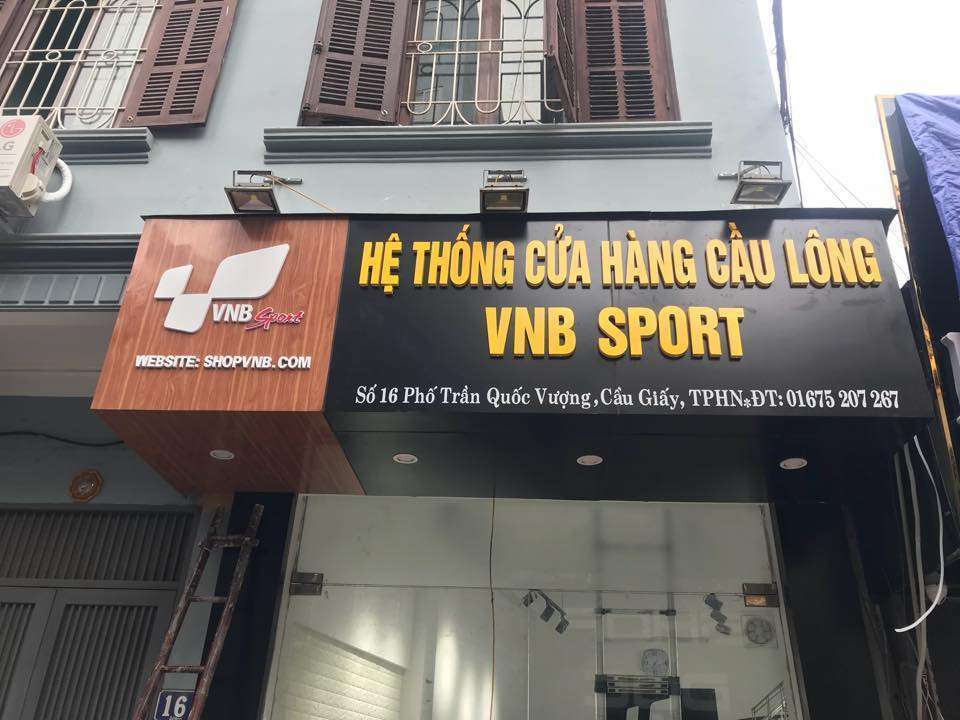 LG
VNB Sport
WEBSITE: SHOPVNB.COM
HỆ THỐNG CỬA HÀNG CẦU LÔNG
VNB SPORT
Số 16 Phố Trần Quốc Vượng,Cầu Giấy, TPHN*ĐT: 01675 207 267
16